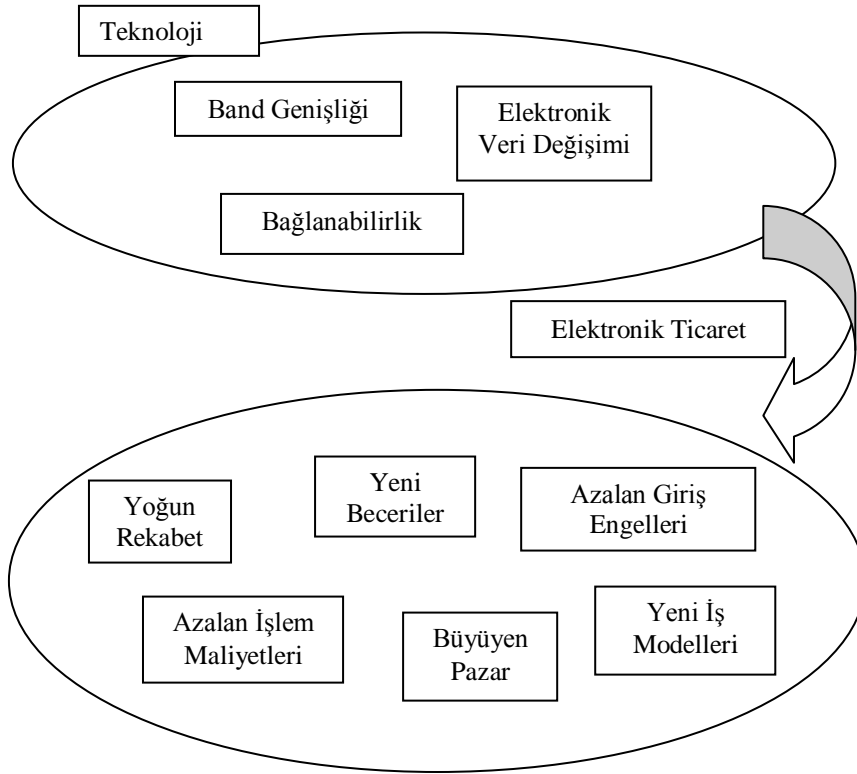 Teknoloji
Band Genişliği
Elektronik
Veri Değişimi
Bağlanabilirlik
Elektronik Ticaret
Yoğun
Rekabet
Yeni
Beceriler
Azalan Giriş
Engelleri
Azalan İşlem
Maliyetleri
Büyüyen
Pazar
Yeni İş
Modelleri